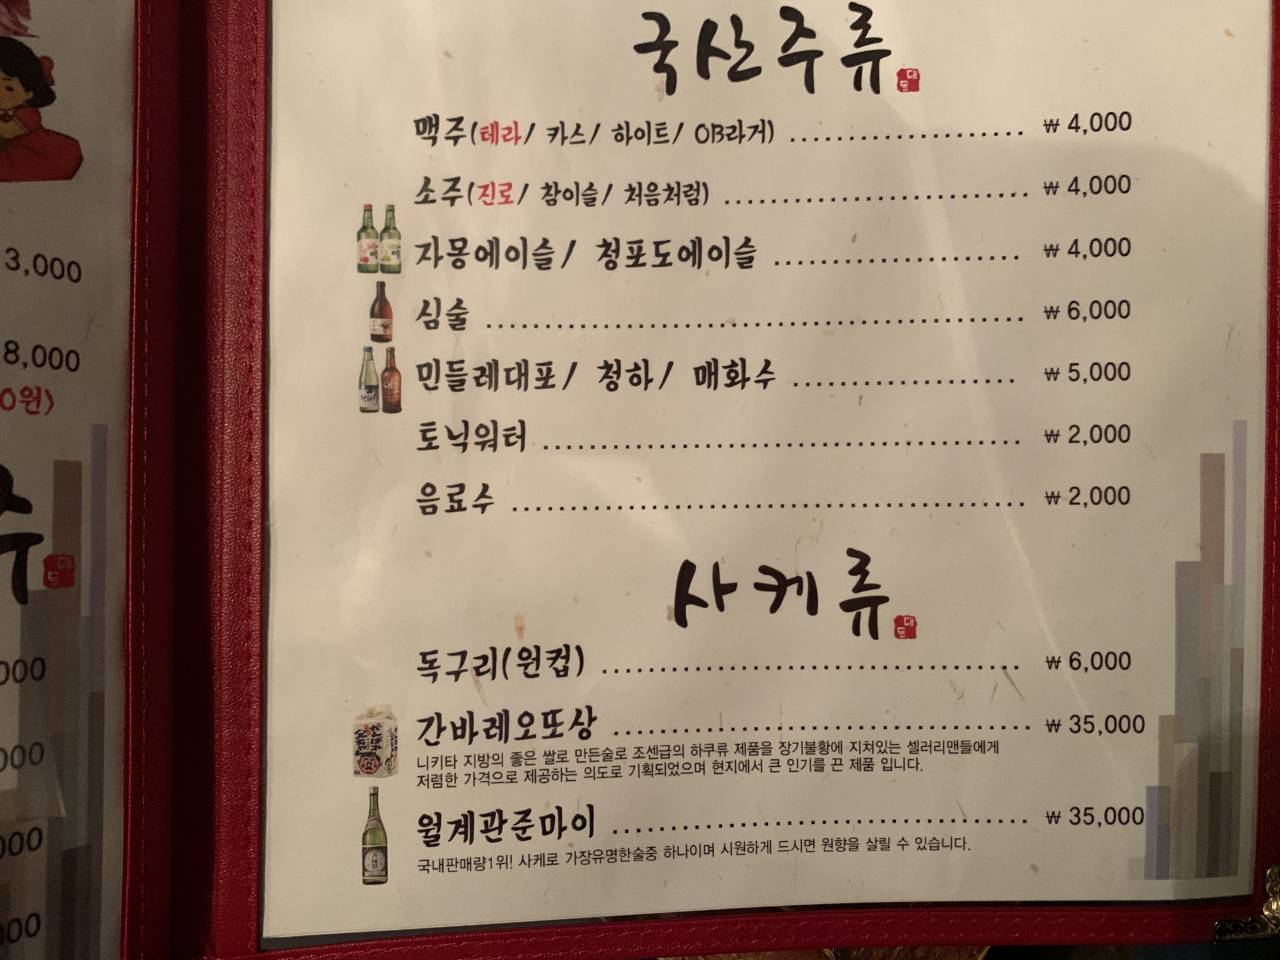 3,000
8,000
0원)
수
000
000
000
000
국산주류
대도
맥주(테라/ 카스/ 하이트/ OB라거) ........................ ₩ 4,000
소주(진로/ 참이슬/ 처음처럼) ............................... ₩ 4,000
자몽에이슬/ 청포도에이슬 ......................... ₩ 4,000
심술 ...................................................... ₩ 6,000
민들레대포/ 청하/ 매화수 ...................... ₩ 5,000
토닉워터 ................................................ ₩ 2,000
음료수 ................................................... ₩ 2,000
사케류
대도
독구리(원컵) .......................................... ₩ 6,000
간바레오또상 .......................................... ₩ 35,000
니키타 지방의 좋은 쌀로 만든술로 조센급의 하쿠류 제품을 장기불황에 지쳐있는 셀러리맨들에게
저렴한 가격으로 제공하는 의도로 기획되었으며 현지에서 큰 인기를 끈 제품 입니다.
월계관준마이 .......................................... ₩ 35,000
국내판매량1위! 사케로 가장유명한술중 하나이며 시원하게 드시면 원향을 살릴 수 있습니다.